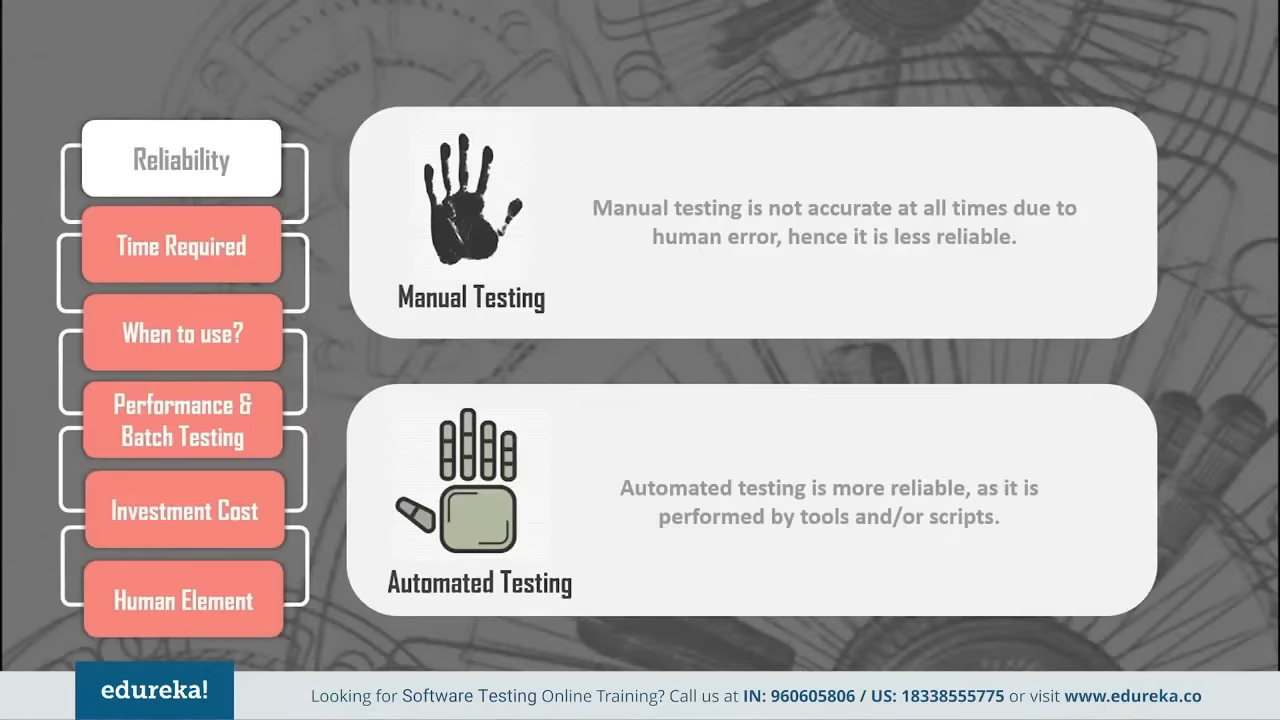 Reliability
Time Required
When to use?
Performance &
Batch Testing
Investment Cost
Human Element
Manual testing is not accurate at all times due to
human error, hence it is less reliable.
Manual Testing
Automated testing is more reliable, as it is
performed by tools and/or scripts.
Automated Testing
edureka!
Looking for Software Testing Online Training? Call us at IN: 960605806 / US: 18338555775 or visit www.edureka.co